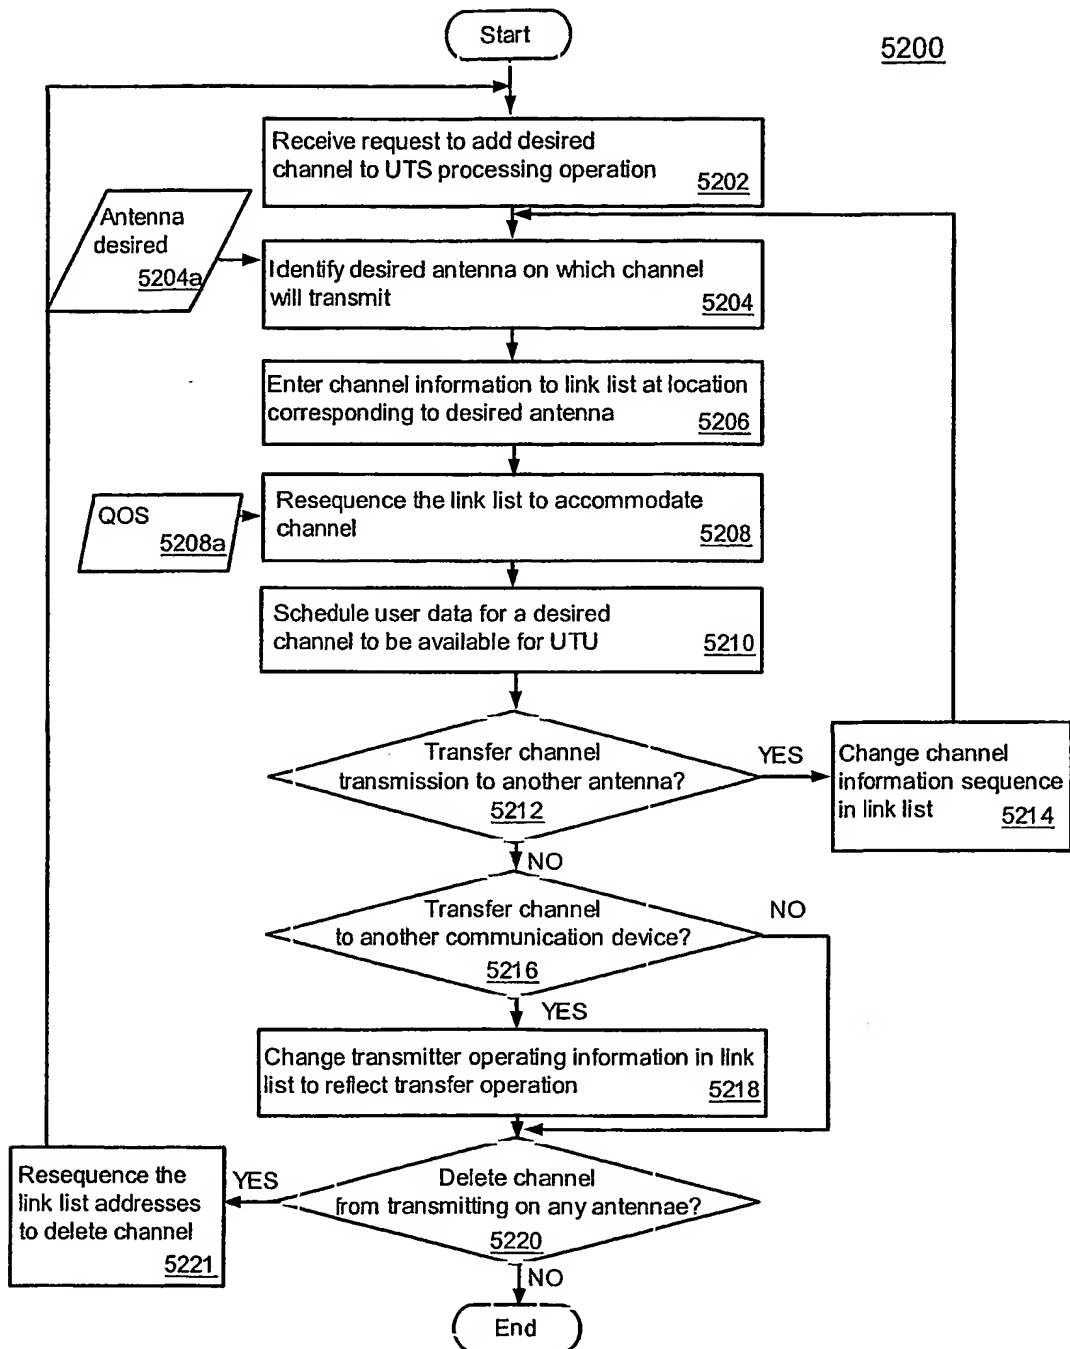 Start
5200
Receive request to add desired
channel to UTS processing operation
5202
Antenna
desired
5204a
Identify desired antenna on which channel
will transmit
5204
Enter channel information to link list at location
corresponding to desired antenna
5206
QOS
5208a
Resequence the link list to accommodate
channel
5208
Schedule user data for a desired
channel to be available for UTU
5210
Transfer channel
transmission to another antenna?
5212
YES
Change channel
information sequence
in link list
5214
NO
Transfer channel
to another communication device?
5216
NO
YES
Change transmitter operating information in link
list to reflect transfer operation
5218
Delete channel
from transmitting on any antennae?
5220
YES
Resequence the
link list addresses
to delete channel
5221
NO
End